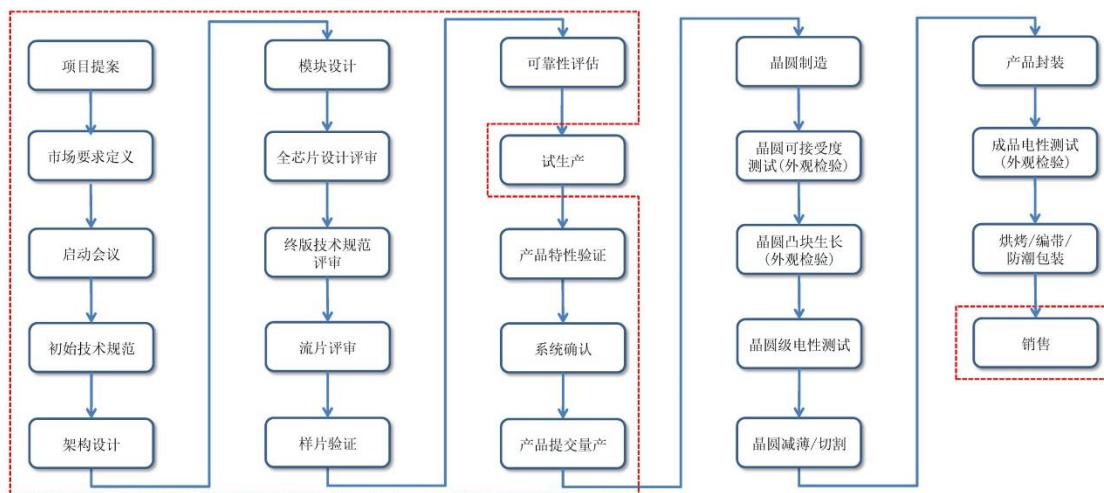 项目提案
市场要求定义
启动会议
初始技术规范
架构设计
模块设计
全芯片设计评审
终版技术规范
评审
流片评审
样片验证
可靠性评估
试生产
产品特性验证
系统确认
产品提交量产
晶圆制造
晶圆可接受度
测试(外观检验)
晶圆凸块生长
(外观检验)
晶圆级电性测试
晶圆减薄/切割
产品封装
成品电性测试
(外观检验)
烘烤/编带/
防潮包装
销售